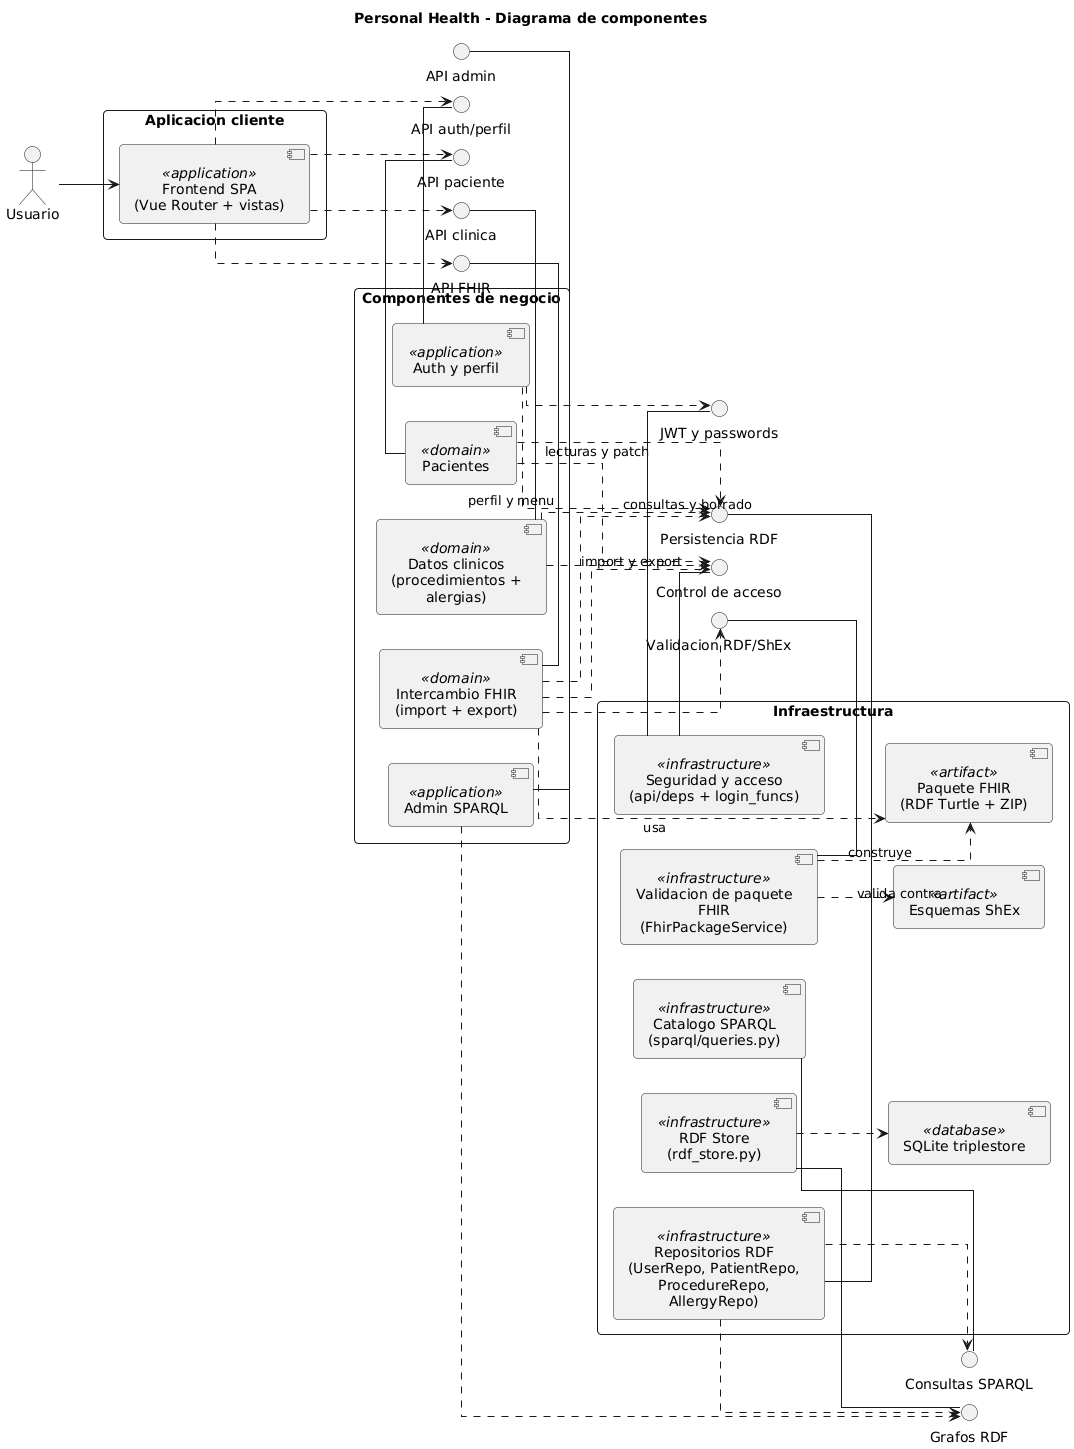 Personal Health - Diagrama de componentes
API admin
API auth/perfil
API paciente
API clinica
API FHIR
Usuario
Aplicacion cliente
«application»
Frontend SPA
(Vue Router + vistas)
Componentes de negocio
«application»
Auth y perfil
«domain»
Pacientes
«domain»
Datos clinicos
(procedimientos +
alergias)
«domain»
Intercambio FHIR
(import + export)
«application»
Admin SPARQL
JWT y passwords
lecturas y patch
perfil y menu
consultas y borrado
Persistencia RDF
import y export
Control de acceso
Validacion RDF/ShEx
Infraestructura
«infrastructure»
Seguridad y acceso
(api/deps + login_funcs)
«artifact»
Paquete FHIR
(RDF Turtle + ZIP)
usa
construye
«infrastructure»
Validacion de paquete
FHIR
(FhirPackageService)
valida contra
«artifact»
Esquemas ShEx
«infrastructure»
Catalogo SPARQL
(sparql/queries.py)
«infrastructure»
RDF Store
(rdf_store.py)
«database»
SQLite triplestore
«infrastructure»
Repositorios RDF
(UserRepo, PatientRepo,
ProcedureRepo,
AllergyRepo)
Consultas SPARQL
Grafos RDF